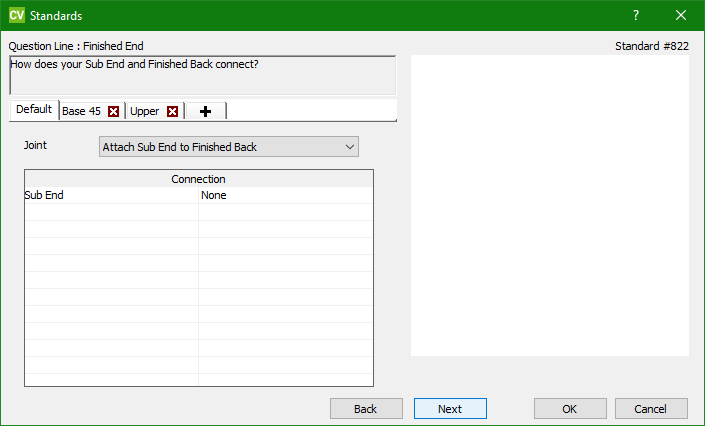 CV Standards
Question Line : Finished End
Standard #822
How does your Sub End and Finished Back connect?
Default Base 45 Upper
Joint Attach Sub End to Finished Back
Connection
Sub End None
Back Next OK Cancel